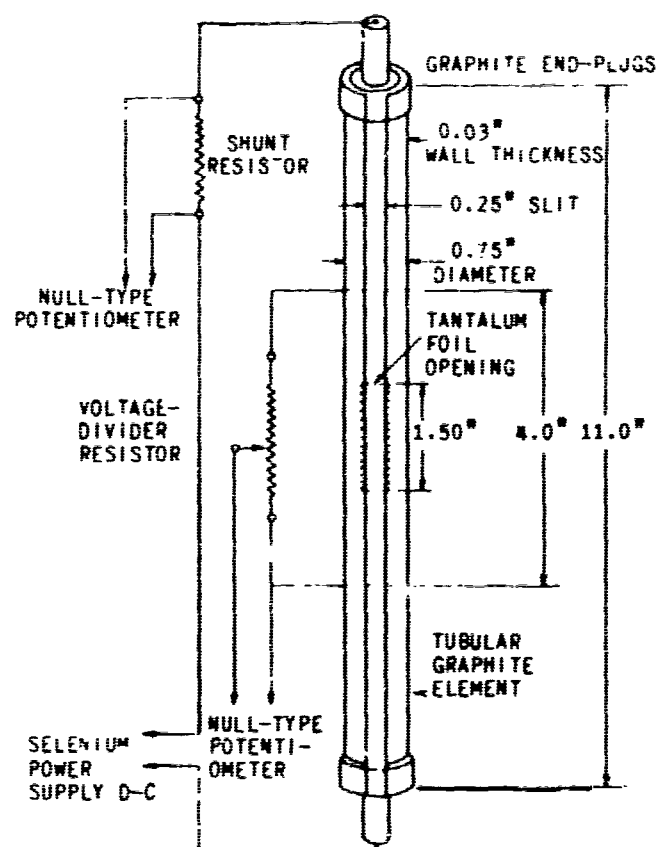 GRAPHITE END-PLUGS
0.03"
WALL THICKNESS
SHUNT
RESISTOR
0.25" SLIT
0.75"
DIAMETER
NULL-TYPE
POTENTIOMETER
TANTALUM
FOIL
OPENING
VOLTAGE-
DIVIDER
RESISTOR
1.50" 4.0" 11.0"
TUBULAR
GRAPHITE
ELEMENT
NULL-TYPE
POTENTI-
OMETER
SELENIUM
POWER
SUPPLY D-C